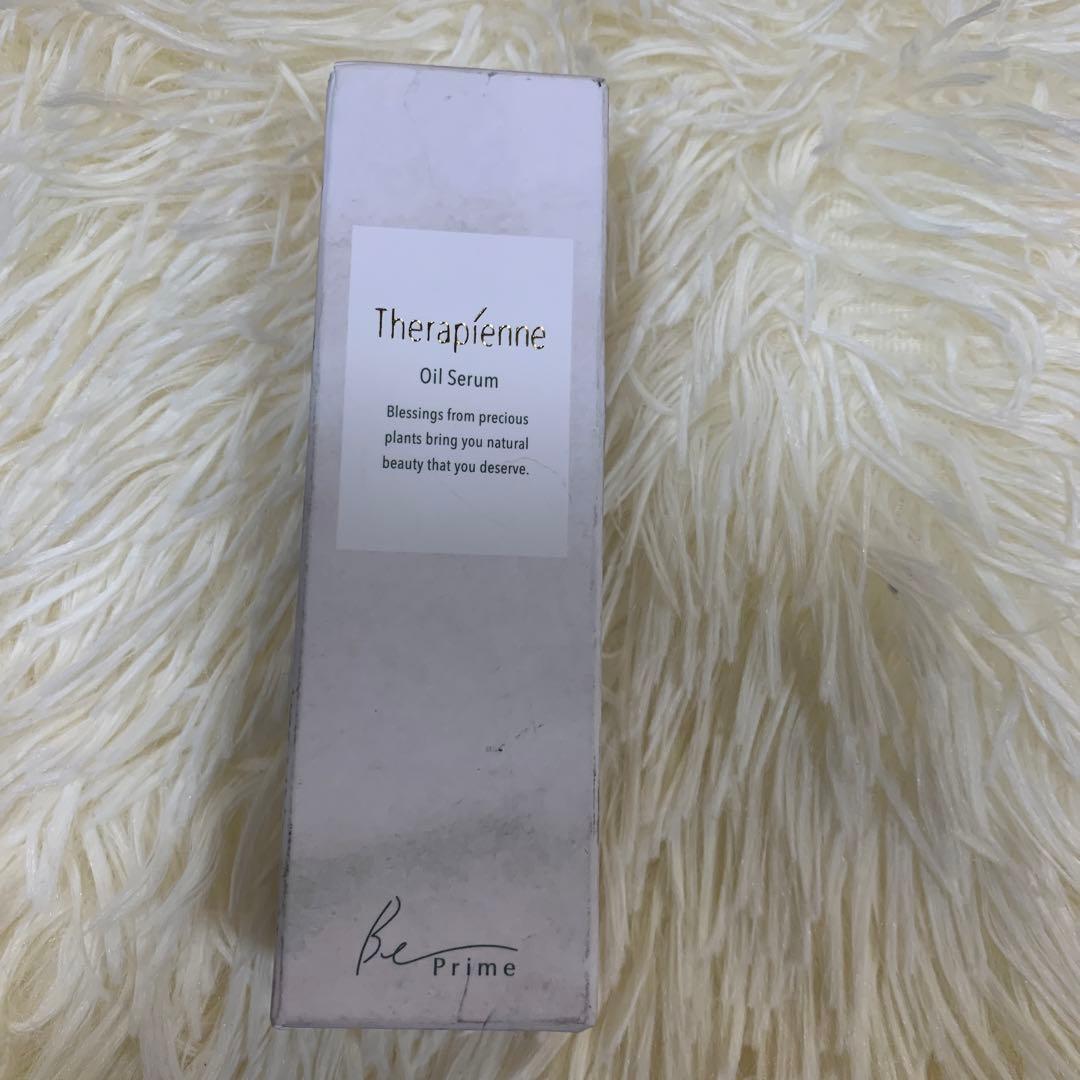 Therapíenne
Oil Serum
Blessings from precious
plants bring you natural
beauty that you deserve.
Be
Prime